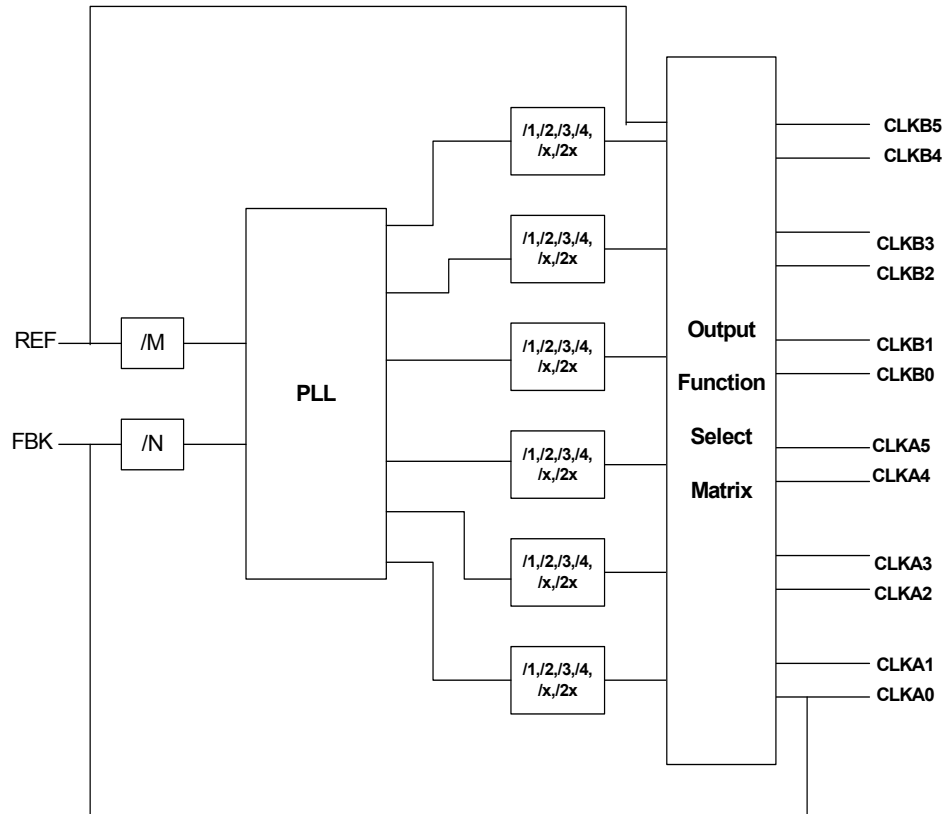 /1,/2,/3,/4,
/x,/2x
CLKB5
CLKB4
/1,/2,/3,/4,
/x,/2x
CLKB3
CLKB2
REF
/M
PLL
/1,/2,/3,/4,
/x,/2x
Output
Function
Select
Matrix
CLKB1
CLKB0
FBK
/N
/1,/2,/3,/4,
/x,/2x
CLKA5
CLKA4
/1,/2,/3,/4,
/x,/2x
CLKA3
CLKA2
/1,/2,/3,/4,
/x,/2x
CLKA1
CLKA0